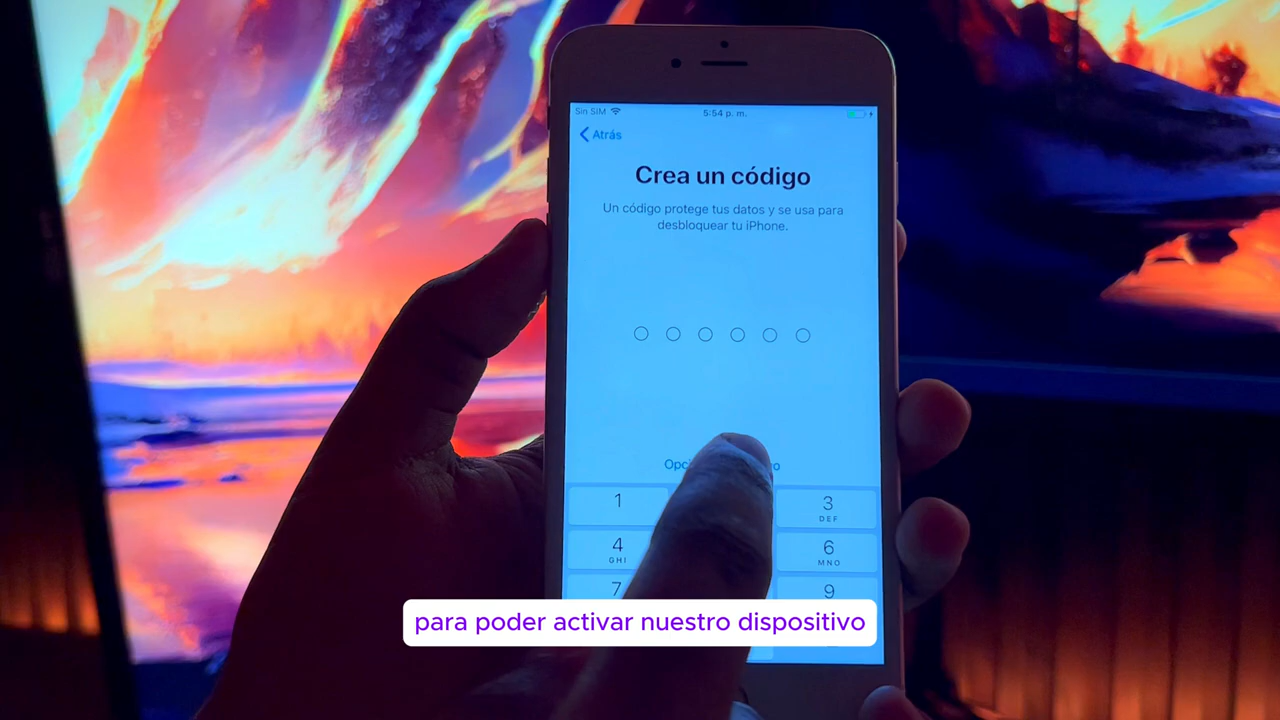 Sin SIM
5:54 p. m.
Atrás
Crea un código
Un código protege tus datos y se usa para
desbloquear tu iPhone.
1
3
DEF
4
GHI
6
MNO
7
9
para poder activar nuestro dispositivo